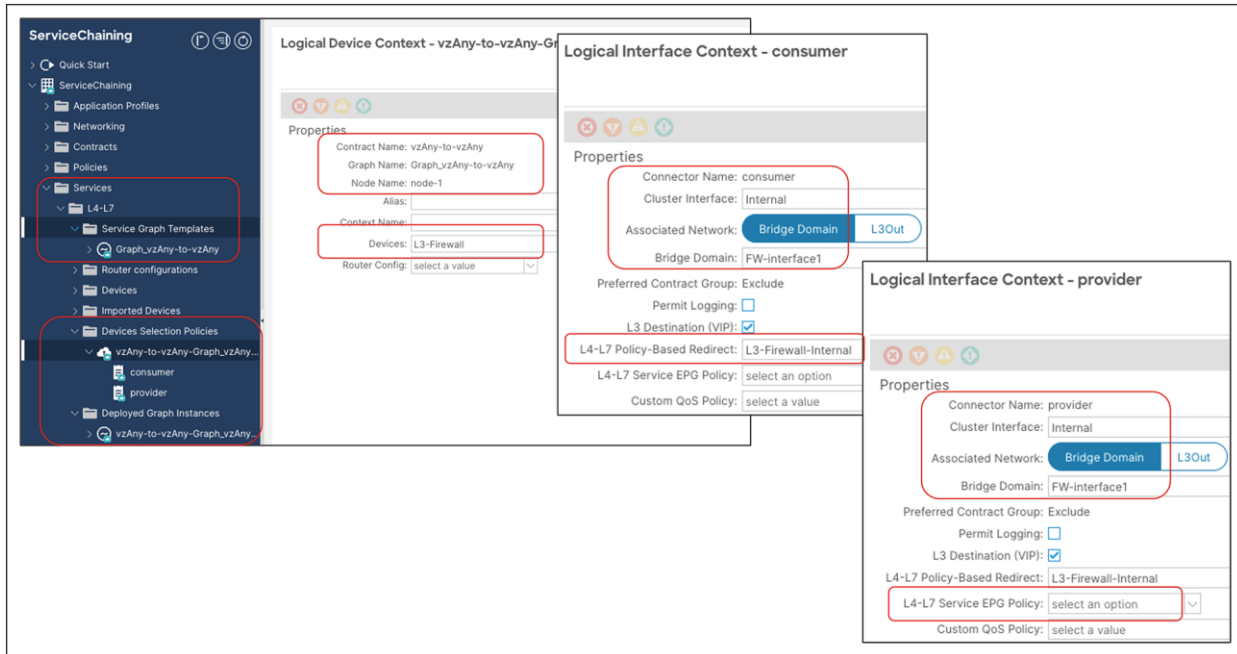 ServiceChaining
Quick Start
ServiceChaining
Application Profiles
Networking
Contracts
Policies
Services
L4-L7
Service Graph Templates
Graph_vzAny-to-vzAny
Router configurations
Devices
Imported Devices
Devices Selection Policies
vzAny-to-vzAny-Graph_vzAny...
consumer
provider
Deployed Graph Instances
vzAny-to-vzAny-Graph_vzAny..
Logical Device Context - vzAny-to-vzAny-Gr
Properties
Contract Name: vzAny-to-vzAny
Graph Name: Graph_vzAny-to-vzAny
Node Name: node-1
Alias:
Context Name:
Devices: L3-Firewall
Router Config: select a value
Logical Interface Context - consumer
Properties
Connector Name: consumer
Cluster Interface: Internal
Associated Network: Bridge Domain L3Out
Bridge Domain: FW-interface1
Preferred Contract Group: Exclude
Permit Logging:
L3 Destination (VIP):
L4-L7 Policy-Based Redirect: L3-Firewall-Internal
L4-L7 Service EPG Policy: select an option
Custom QoS Policy: select a value
Logical Interface Context - provider
Properties
Connector Name: provider
Cluster Interface: Internal
Associated Network: Bridge Domain L3Out
Bridge Domain: FW-interface1
Preferred Contract Group: Exclude
Permit Logging:
L3 Destination (VIP):
L4-L7 Policy-Based Redirect: L3-Firewall-Internal
L4-L7 Service EPG Policy: select an option
Custom QoS Policy: select a value